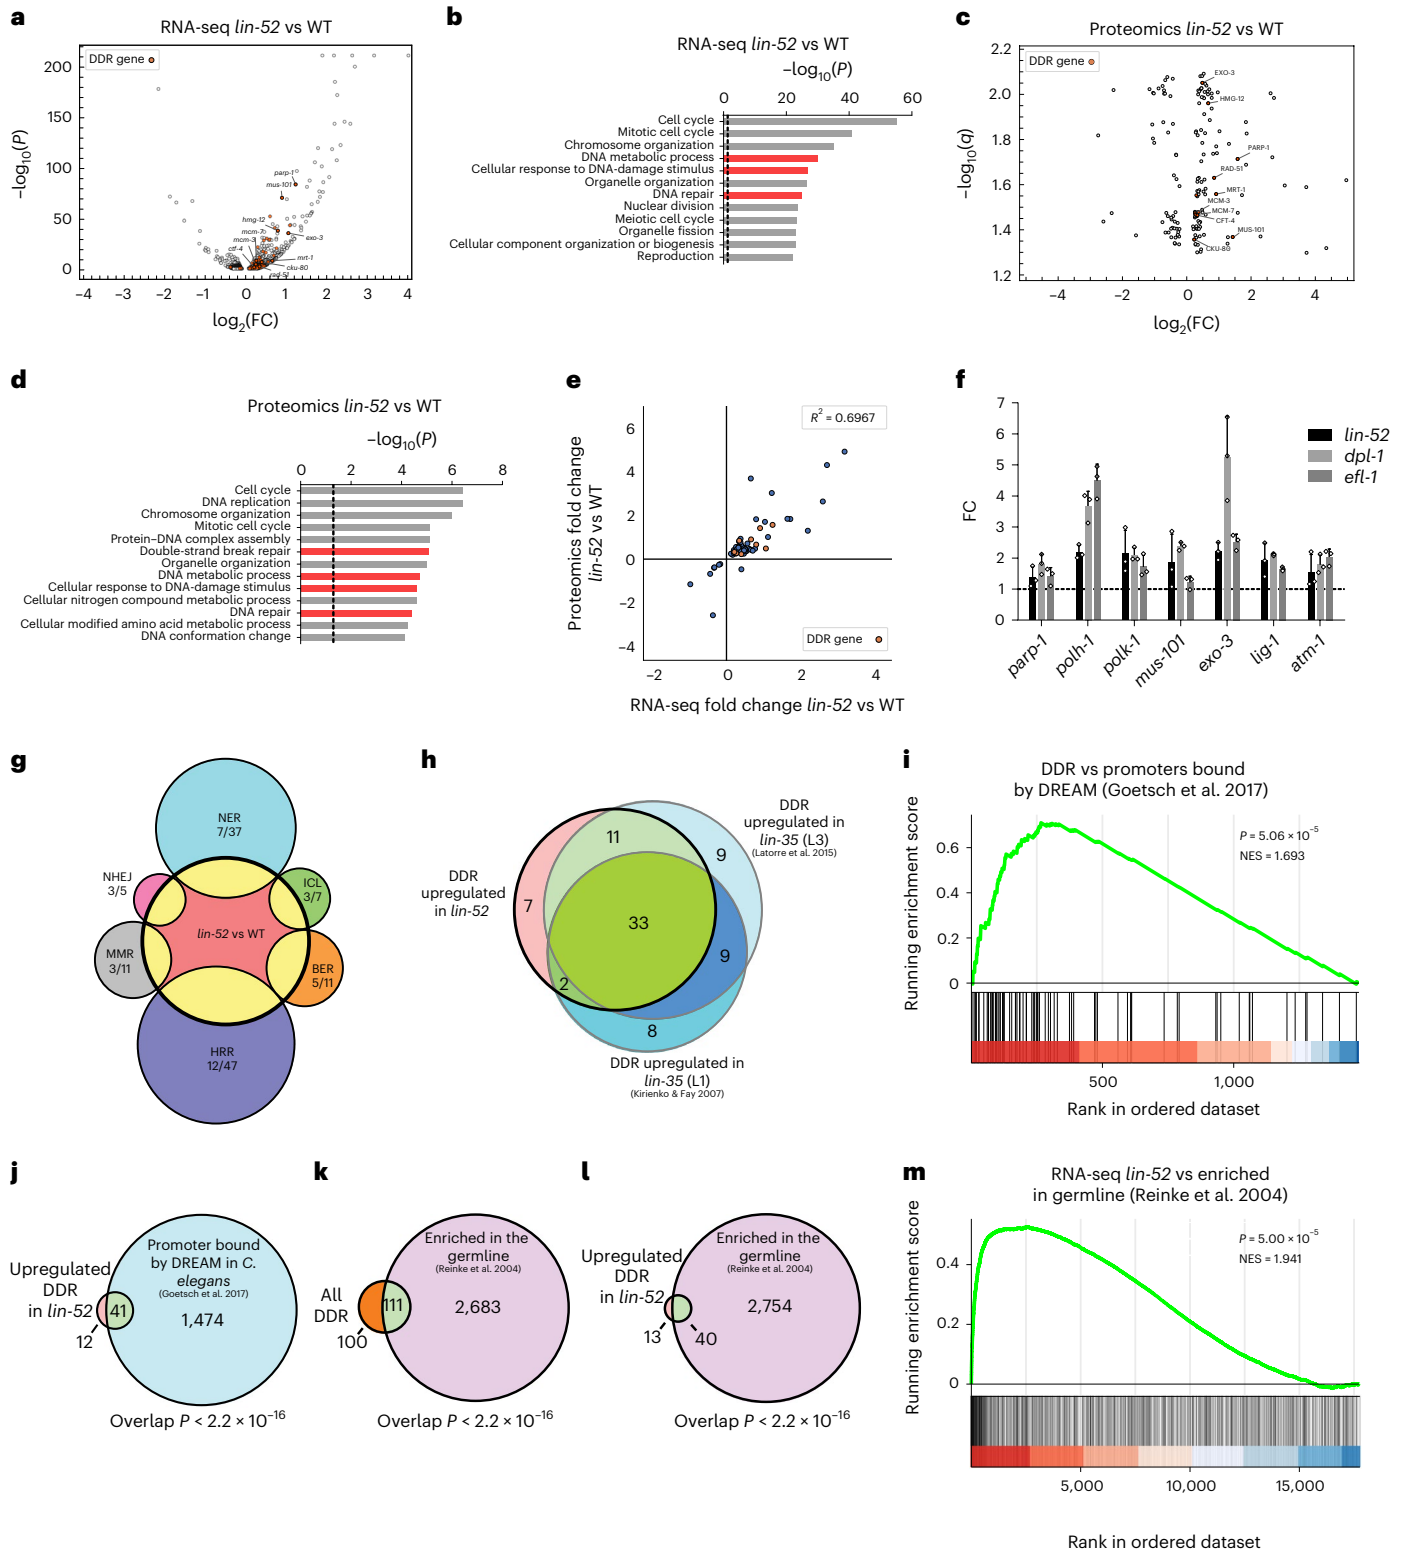 a
RNA-seq lin-52 vs WT
DDR gene
–log10(P)
200
150
100
50
0
parp-1
mus-101
hmg-12
mcm-7
mcm-3
ctf-4
exo-3
mrt-1
cku-80
rad-51
–4 –3 –2 –1 0 1 2 3 4
log2(FC)
b
RNA-seq lin-52 vs WT
–log10(P)
0 20 40 60
Cell cycle
Mitotic cell cycle
Chromosome organization
DNA metabolic process
Cellular response to DNA-damage stimulus
Organelle organization
DNA repair
Nuclear division
Meiotic cell cycle
Organelle fission
Cellular component organization or biogenesis
Reproduction
c
Proteomics lin-52 vs WT
DDR gene
–log10(q)
2.2
2.0
1.8
1.6
1.4
1.2
EXO-3
HMG-12
PARP-1
RAD-51
MRT-1
MCM-3
MCM-7
CFT-4
MUS-101
CKU-80
–4 –2 0 2 4
log2(FC)
d
Proteomics lin-52 vs WT
–log10(P)
0 2 4 6 8
Cell cycle
DNA replication
Chromosome organization
Mitotic cell cycle
Protein–DNA complex assembly
Double-strand break repair
Organelle organization
DNA metabolic process
Cellular response to DNA-damage stimulus
Cellular nitrogen compound metabolic process
DNA repair
Cellular modified amino acid metabolic process
DNA conformation change
e
R2 = 0.6967
Proteomics fold change
lin-52 vs WT
6
4
2
0
–2
–4
DDR gene
–2 0 2 4
RNA-seq fold change lin-52 vs WT
f
FC
7
6
5
4
3
2
1
0
lin-52
dpl-1
efl-1
parp-1
polh-1
polk-1
mus-101
exo-3
lig-1
atm-1
g
NER
7/37
NHEJ
3/5
ICL
3/7
lin-52 vs WT
MMR
3/11
BER
5/11
HRR
12/47
h
DDR
upregulated
in lin-52
DDR
upregulated in
lin-35 (L3)
(Latorre et al. 2015)
11
9
7
33
9
2
8
DDR upregulated in
lin-35 (L1)
(Kirienko & Fay 2007)
i
DDR vs promoters bound
by DREAM (Goetsch et al. 2017)
Running enrichment score
0.6
0.4
0.2
0
P = 5.06 × 10–5
NES = 1.693
500 1,000
Rank in ordered dataset
j
Upregulated
DDR
in lin-52
Promoter bound
by DREAM in C.
elegans
(Goetsch et al. 2017)
41
1,474
12
Overlap P < 2.2 × 10–16
k
All
DDR
Enriched in the
germline
(Reinke et al. 2004)
111
2,683
100
Overlap P < 2.2 × 10–16
l
Upregulated
DDR
in lin-52
Enriched in the
germline
(Reinke et al. 2004)
2,754
13
40
Overlap P < 2.2 × 10–16
m
RNA-seq lin-52 vs enriched
in germline (Reinke et al. 2004)
Running enrichment score
0.4
0.2
0
P = 5.00 × 10–5
NES = 1.941
5,000 10,000 15,000
Rank in ordered dataset